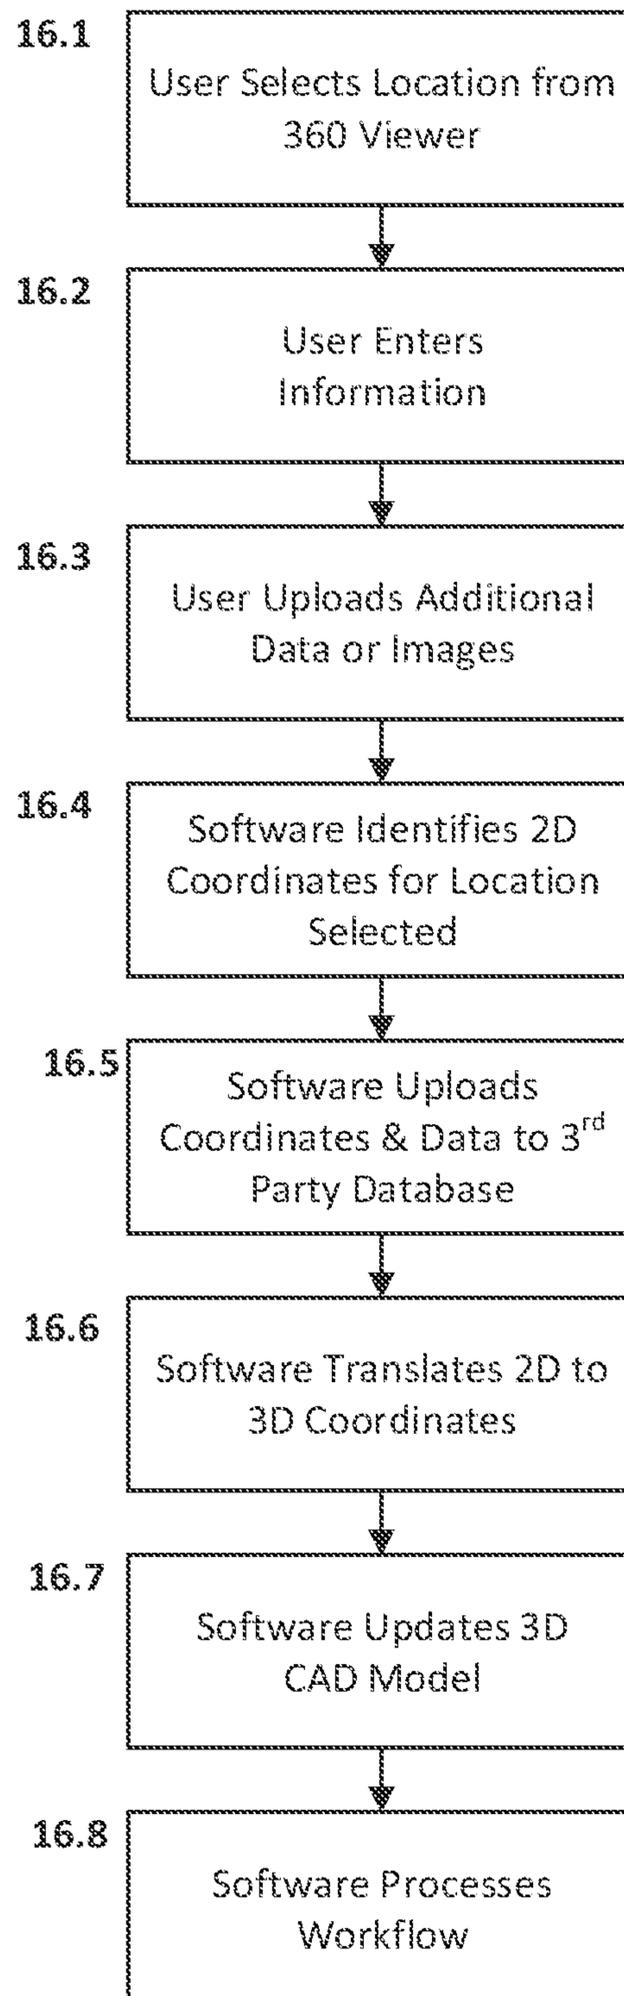 16.1
User Selects Location from
360 Viewer
16.2
User Enters
Information
16.3
User Uploads Additional
Data or Images
16.4
Software Identifies 2D
Coordinates for Location
Selected
16.5
Software Uploads
Coordinates & Data to 3rd
Party Database
16.6
Software Translates 2D to
3D Coordinates
16.7
Software Updates 3D
CAD Model
16.8
Software Processes
Workflow